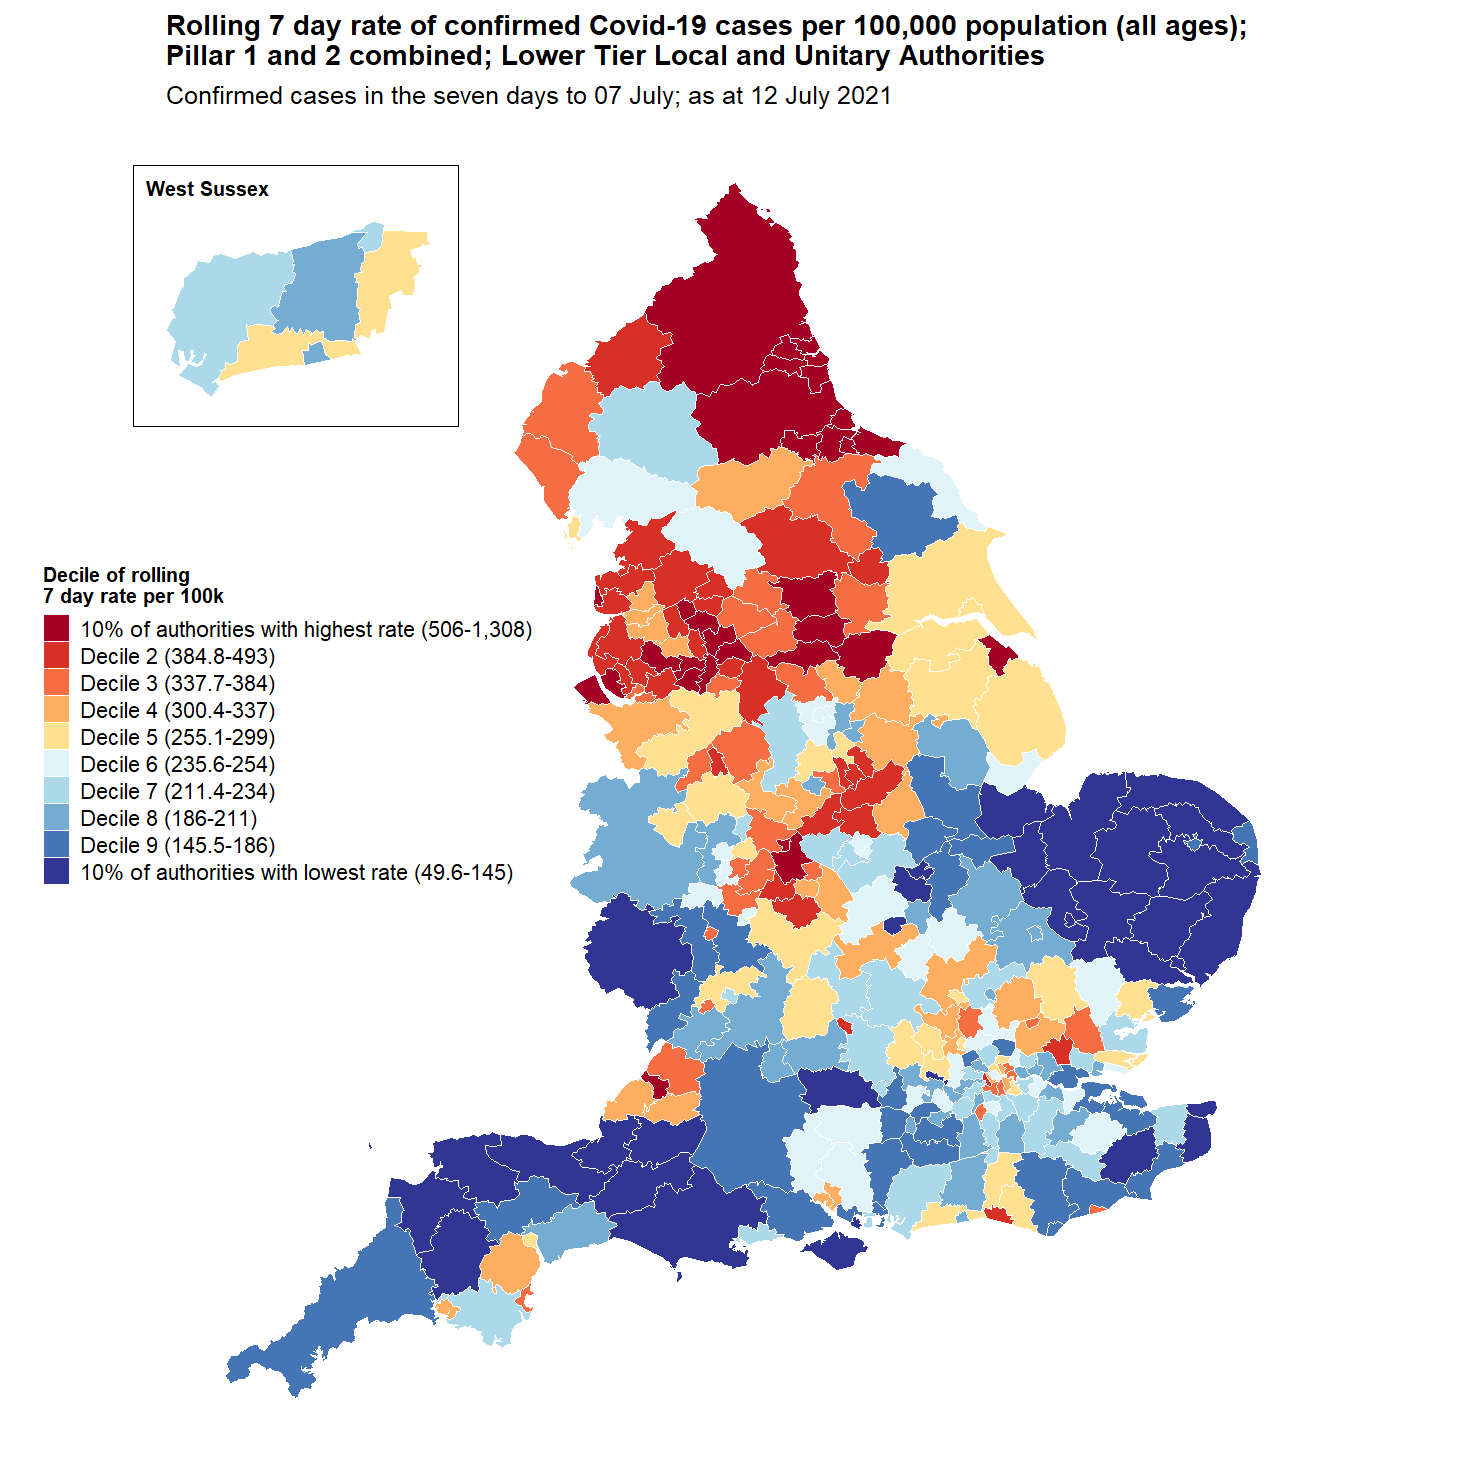 Rolling 7 day rate of confirmed Covid-19 cases per 100,000 population (all ages);
Pillar 1 and 2 combined; Lower Tier Local and Unitary Authorities
Confirmed cases in the seven days to 07 July; as at 12 July 2021
West Sussex
Decile of rolling
7 day rate per 100k
10% of authorities with highest rate (506-1,308)
Decile 2 (384.8-493)
Decile 3 (337.7-384)
Decile 4 (300.4-337)
Decile 5 (255.1-299)
Decile 6 (235.6-254)
Decile 7 (211.4-234)
Decile 8 (186-211)
Decile 9 (145.5-186)
10% of authorities with lowest rate (49.6-145)